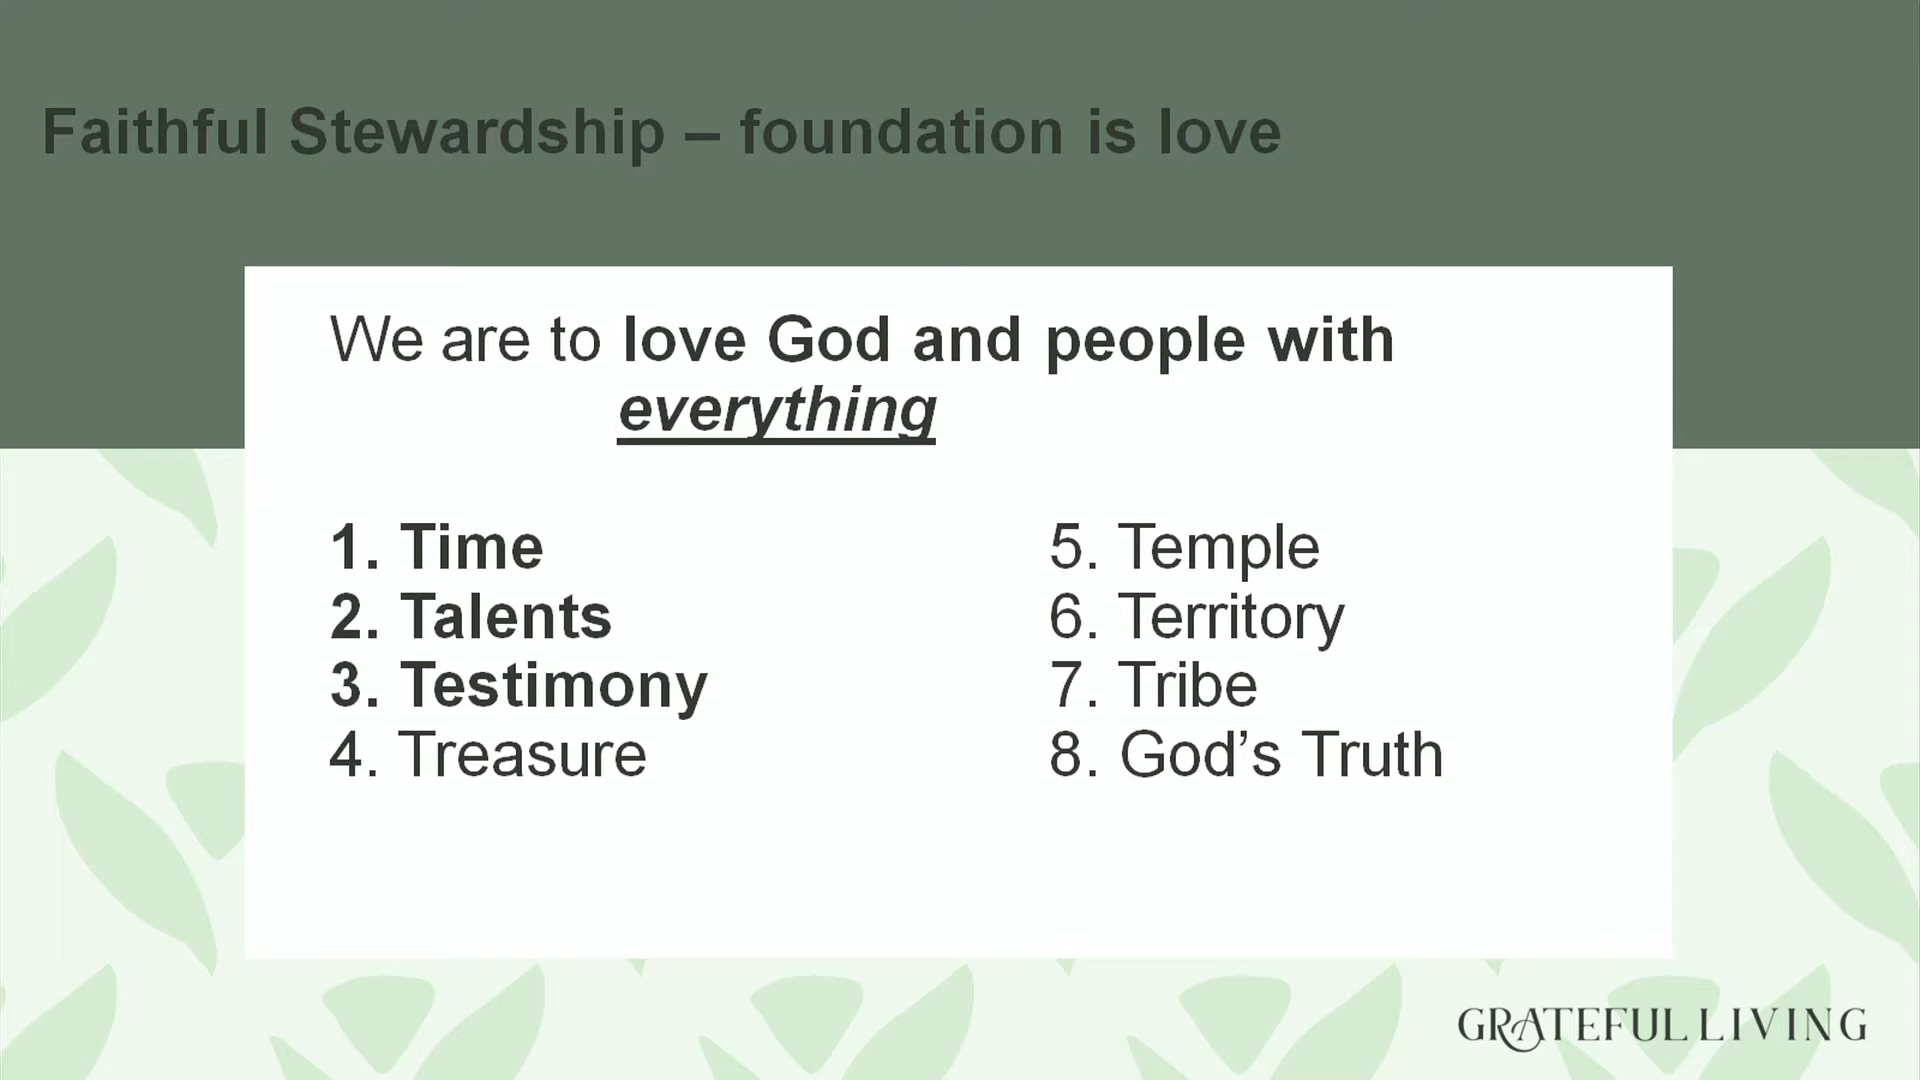 Faithful Stewardship – foundation is love
We are to love God and people with
everything
1. Time
2. Talents
3. Testimony
4. Treasure
5. Temple
6. Territory
7. Tribe
8. God’s Truth
GRATEFUL LIVING